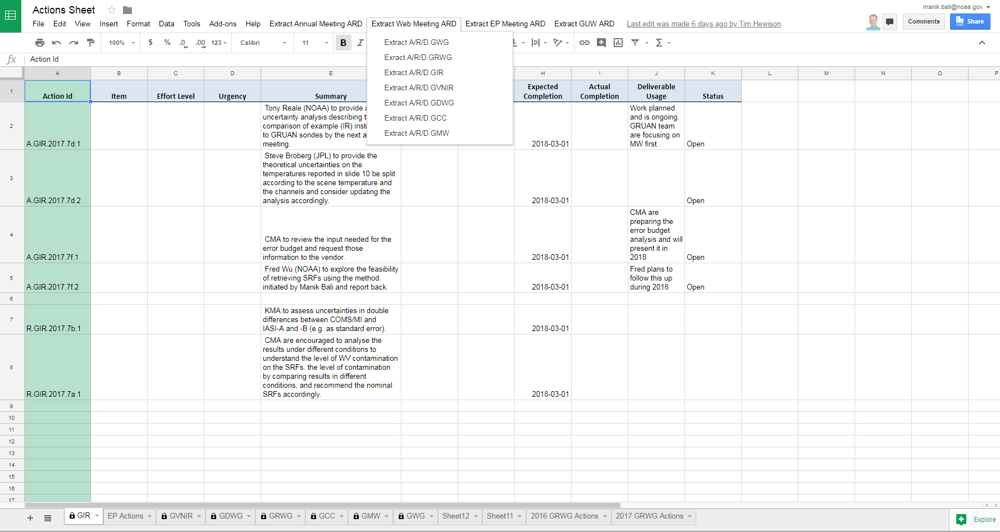 Actions Sheet
manik.bali@noaa.gov
File Edit View Insert Format Data Tools Add-ons Help Extract Annual Meeting ARD Extract Web Meeting ARD Extract EP Meeting ARD Extract GUW ARD Last edit was made 6 days ago by Tim Hewison
Comments Share
100% $ % .0 .00 123 Calibri 11 B I
Extract A/R/D.GWG
Exract A/R/D.GRWG
Extract A/R/D.GIR
Extract A/R/D.GVNIR
Extract A/R/D.GDWG
Extract A/R/D.GCC
Extract A/R/D.GMW
fx Action Id
A B C D E H I J K L M N O P
1 Action Id Item Effort Level Urgency Summary Expected Completion Actual Completion Deliverable Usage Status
2 A.GIR.2017.7d.1
Tony Reale (NOAA) to provide
uncertainty analysis describing
comparison of example (IR)
to GRUAN sondes by the next
meeting.
2018-03-01
Work planned
and is ongoing.
GRUAN team
are focusing on
MW first
Open
3 A.GIR.2017.7d.2
Steve Broberg (JPL) to provide the
theoretical uncertainties on the
temperatures reported in slide 10 be split
according to the scene temperature and
the channels and consider updating the
analysis accordingly.
2018-03-01
Open
4 A.GIR.2017.7f.1
CMA to review the input needed for the
error budget and request those
information to the vendor.
2018-03-01
CMA are
preparing the
error budget
analysis and will
present it in
2018
Open
5 A.GIR.2017.7f.2
Fred Wu (NOAA) to explore the feasibility
of retrieving SRFs using the method
initiated by Manik Bali and report back.
2018-03-01
Fred plans to
follow this up
during 2018
Open
6
7 R.GIR.2017.7b.1
KMA to assess uncertainties in double
differences between COMS/MI and
IASI-A and -B (e.g. as standard error).
2018-03-01
8 R.GIR.2017.7a.1
CMA are encouraged to analyse the
results under different conditions to
understand the level of WV contamination
on the SRFs. the level of contamination
by comparing results in different
conditions, and recommend the nominal
SRFs accordingly.
2018-03-01
9
10
11
12
13
14
15
16
17
GIR EP Actions GVNIR GDWG GRWG GCC GMW GWG Sheet12 Sheet11 2016 GRWG Actions 2017 GRWG Actions Explore